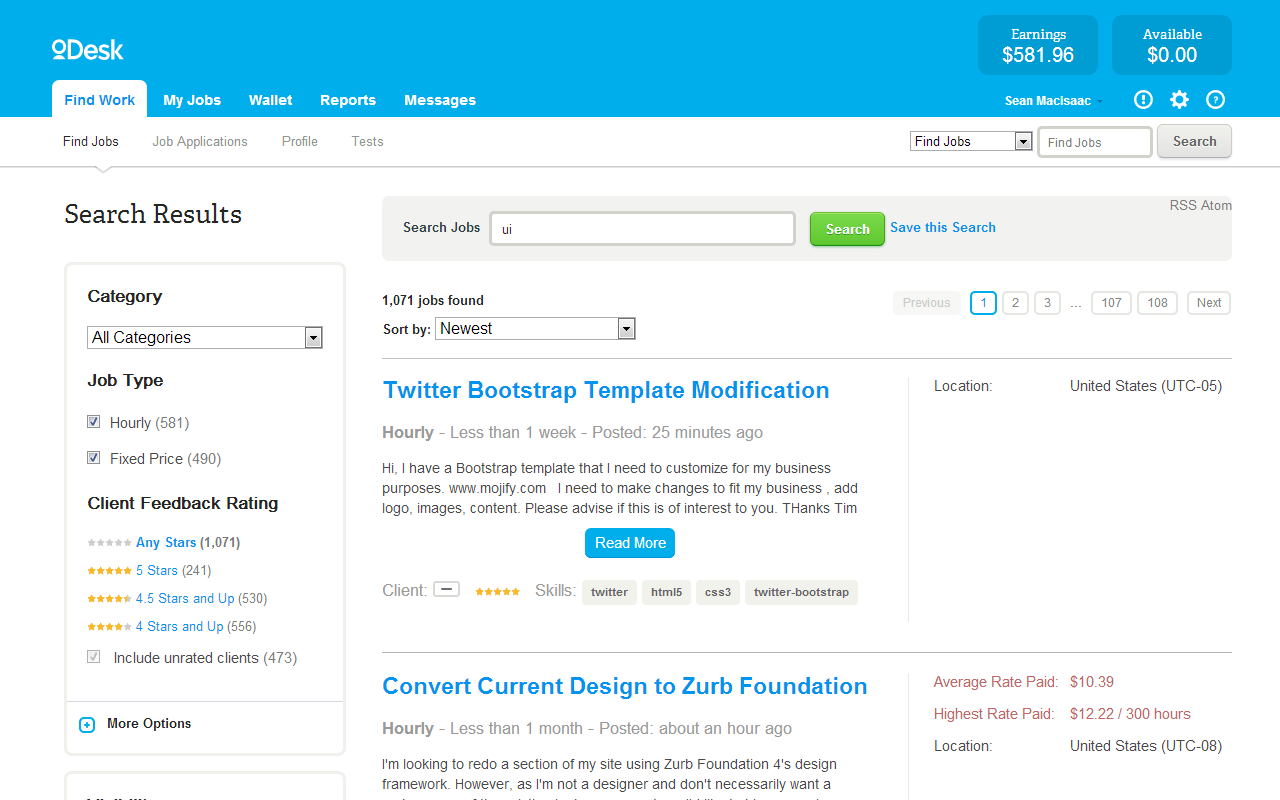 oDesk
Earnings
$581.96
Available
$0.00
Find Work
My Jobs
Wallet
Reports
Messages
Sean MacIsaac
Find Jobs
Job Applications
Profile
Tests
Find Jobs
Find Jobs
Search
Search Results
RSS Atom
Search Jobs
ui
Search
Save this Search
Category
All Categories
Job Type
Hourly (581)
Fixed Price (490)
Client Feedback Rating
Any Stars (1,071)
5 Stars (241)
4.5 Stars and Up (530)
4 Stars and Up (556)
Include unrated clients (473)
More Options
1,071 jobs found
Previous 1 2 3 ... 107 108 Next
Sort by: Newest
Twitter Bootstrap Template Modification
Hourly - Less than 1 week - Posted: 25 minutes ago
Hi, I have a Bootstrap template that I need to customize for my business
purposes. www.mojify.com I need to make changes to fit my business , add
logo, images, content. Please advise if this is of interest to you. THanks Tim
Read More
Client: Skills: twitter html5 css3 twitter-bootstrap
Location: United States (UTC-05)
Convert Current Design to Zurb Foundation
Hourly - Less than 1 month - Posted: about an hour ago
I'm looking to redo a section of my site using Zurb Foundation 4's design
framework. However, as I'm not a designer and don't necessarily want a
Average Rate Paid: $10.39
Highest Rate Paid: $12.22 / 300 hours
Location: United States (UTC-08)